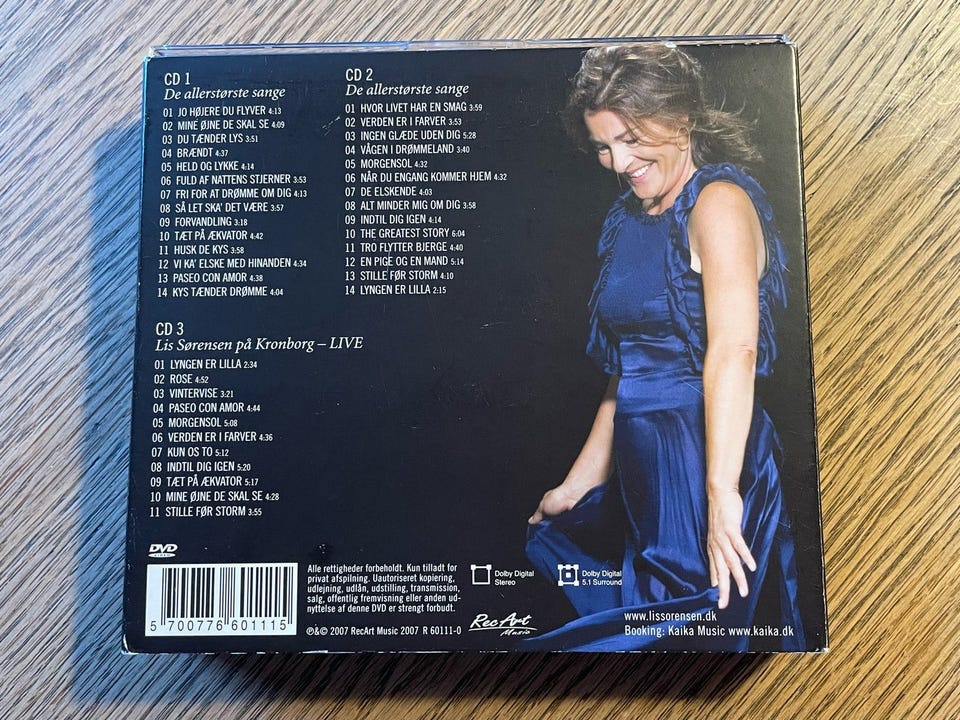 CD 1
De allerstørste sange
01 JO HØJERE DU FLYVER 4:13
02 MINE ØJNE DE SKAL SE 4:09
03 DU TÆNDER LYS 3:51
04 BRÆNDT 4:37
05 HELD OG LYKKE 4:14
06 FULD AF NATTENS STJERNER 3:53
07 FRI FOR AT DRØMME OM DIG 4:13
08 SÅ LET SKA' DET VÆRE 3:57
09 FORVANDLING 3:18
10 TÆT PÅ ÆKVATOR 4:42
11 HUSK DE KYS 3:58
12 VI KA' ELSKE MED HINANDEN 4:34
13 PASEO CON AMOR 4:38
14 KYS TÆNDER DRØMME 4:04
CD 2
De allerstørste sange
01 HVOR LIVET HAR EN SMAG 3:59
02 VERDEN ER I FARVER 3:53
03 INGEN GLÆDE UDEN DIG 5:28
04 VÅGEN I DRØMMELAND 3:40
05 MORGENSOL 4:32
06 NÅR DU ENGANG KOMMER HJEM 4:32
07 DE ELSKENDE 4:03
08 ALT MINDER MIG OM DIG 3:58
09 INDTIL DIG IGEN 4:14
10 THE GREATEST STORY 6:04
11 TRO FLYTTER BJERGE 4:40
12 EN PIGE OG EN MAND 5:14
13 STILLE FØR STORM 4:10
14 LYNGEN ER LILLA 2:15
CD 3
Lis Sørensen på Kronborg – LIVE
01 LYNGEN ER LILLA 2:34
02 ROSE 4:52
03 VINTERVISE 3:21
04 PASEO CON AMOR 4:44
05 MORGENSOL 5:08
06 VERDEN ER I FARVER 4:36
07 KUN OS TO 5:12
08 INDTIL DIG IGEN 5:20
09 TÆT PÅ ÆKVATOR 5:17
10 MINE ØJNE DE SKAL SE 4:28
11 STILLE FØR STORM 3:55
DVD
VIDEO
5 700776 601115
Alle rettigheder forbeholdt. Kun tilladt for
privat afspilning. Uautoriseret kopiering,
udlejning, udlån, udstilling, transmission,
salg, offentlig fremvisning eller anden ud-
nyttelse af denne DVD er strengt forbudt.
℗&© 2007 RecArt Music 2007 R 60111-0
Dolby Digital
Stereo
Dolby Digital
5.1 Surround
RecArt
Music
www.lissorensen.dk
Booking: Kaika Music www.kaika.dk